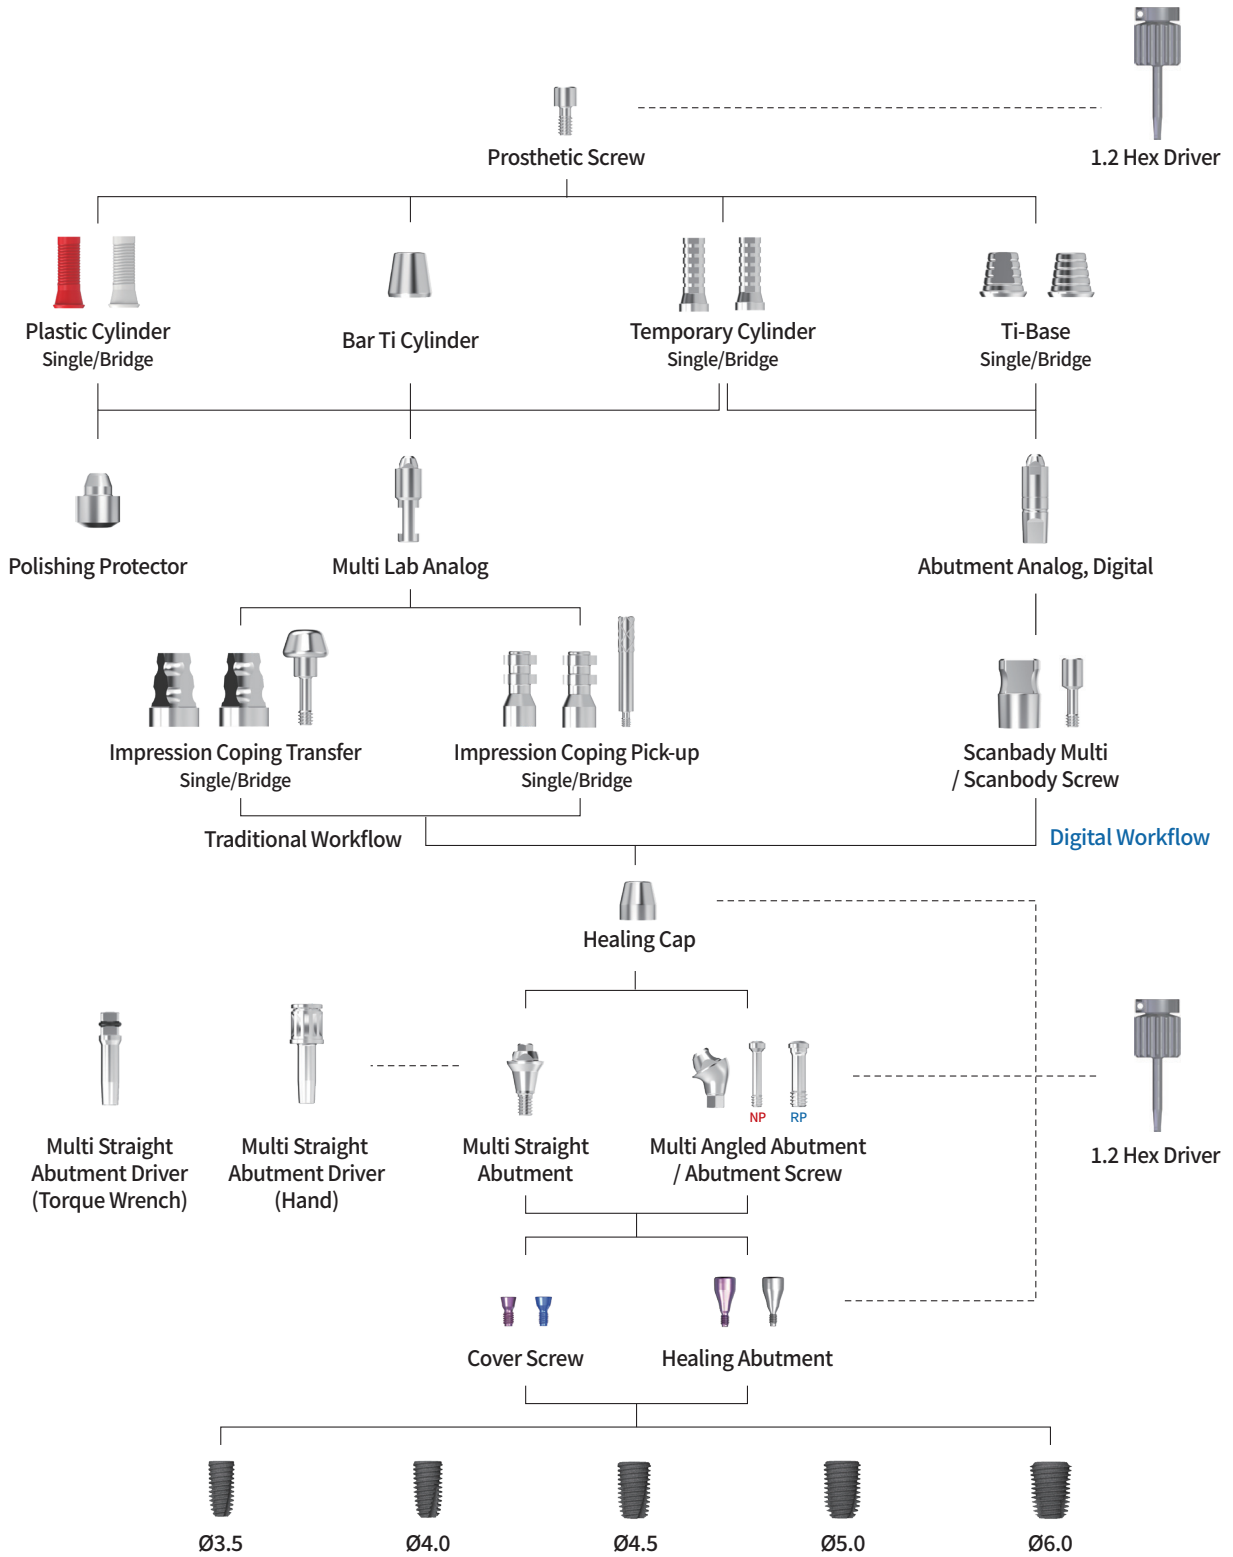 Prosthetic Screw
1.2 Hex Driver
Plastic Cylinder
Single/Bridge
Bar Ti Cylinder
Temporary Cylinder
Single/Bridge
Ti-Base
Single/Bridge
Polishing Protector
Multi Lab Analog
Abutment Analog, Digital
Impression Coping Transfer
Single/Bridge
Impression Coping Pick-up
Single/Bridge
Scanbady Multi
/ Scanbody Screw
Traditional Workflow
Digital Workflow
Healing Cap
NP
RP
Multi Straight
Abutment Driver
(Torque Wrench)
Multi Straight
Abutment Driver
(Hand)
Multi Straight
Abutment
Multi Angled Abutment
/ Abutment Screw
1.2 Hex Driver
Cover Screw
Healing Abutment
Ø3.5
Ø4.0
Ø4.5
Ø5.0
Ø6.0